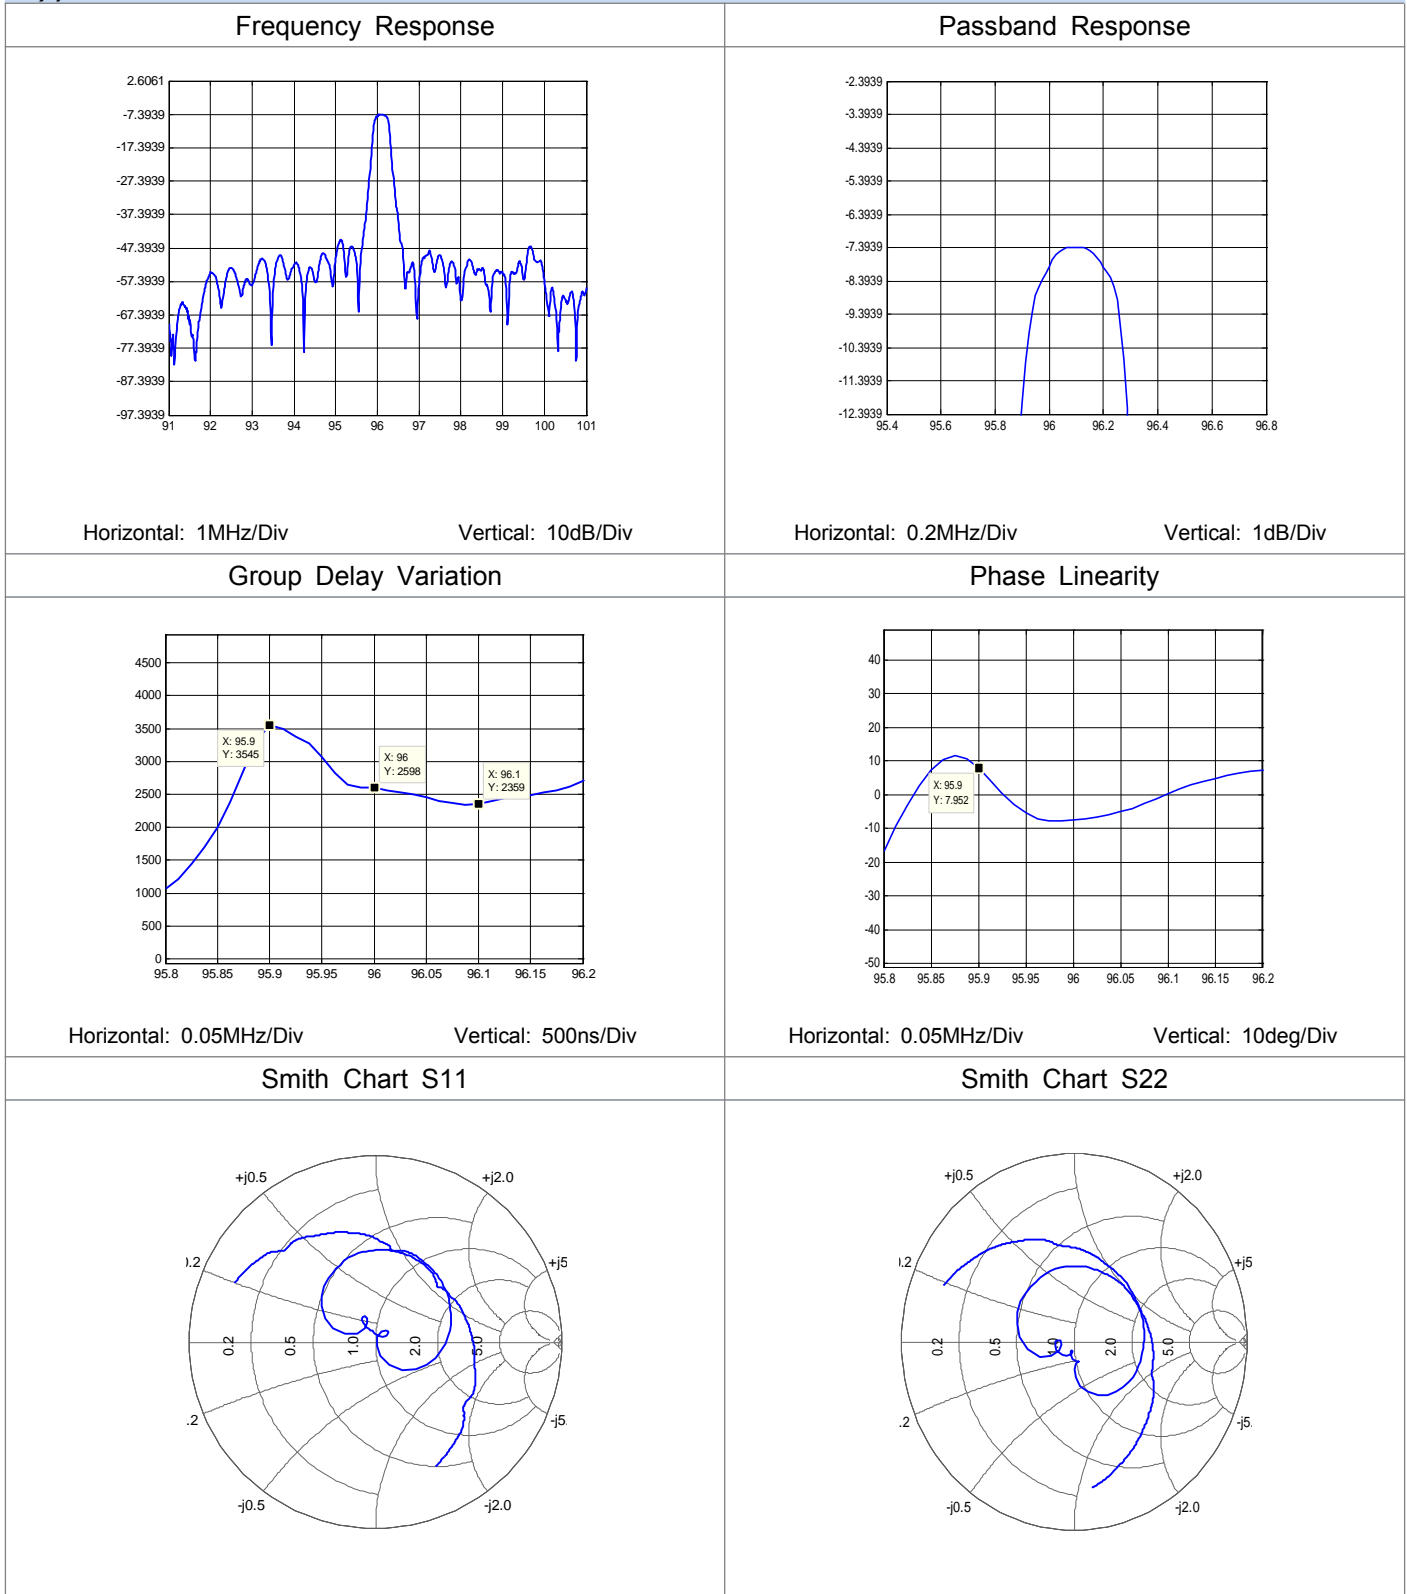 Frequency Response
Passband Response
2.6061
-7.3939
-17.3939
-27.3939
-37.3939
-47.3939
-57.3939
-67.3939
-77.3939
-87.3939
-97.3939
91 92 93 94 95 96 97 98 99 100 101
-2.3939
-3.3939
-4.3939
-5.3939
-6.3939
-7.3939
-8.3939
-9.3939
-10.3939
-11.3939
-12.3939
95.4 95.6 95.8 96 96.2 96.4 96.6 96.8
Horizontal: 1MHz/Div Vertical: 10dB/Div
Horizontal: 0.2MHz/Div Vertical: 1dB/Div
Group Delay Variation
Phase Linearity
4500
4000
3500
3000
2500
2000
1500
1000
500
0
X: 95.9
Y: 3545
X: 96
Y: 2598
X: 96.1
Y: 2359
95.8 95.85 95.9 95.95 96 96.05 96.1 96.15 96.2
40
30
20
10
0
-10
-20
-30
-40
-50
X: 95.9
Y: 7.952
95.8 95.85 95.9 95.95 96 96.05 96.1 96.15 96.2
Horizontal: 0.05MHz/Div Vertical: 500ns/Div
Horizontal: 0.05MHz/Div Vertical: 10deg/Div
Smith Chart S11
Smith Chart S22
+j0.5
+j2.0
).2
+j5
0.2
0.5
1.0
2.0
5.0
.2
-j5.
-j0.5
-j2.0
+j0.5
+j2.0
).2
+j5
0.2
0.5
1.0
2.0
5.0
.2
-j5.
-j0.5
-j2.0